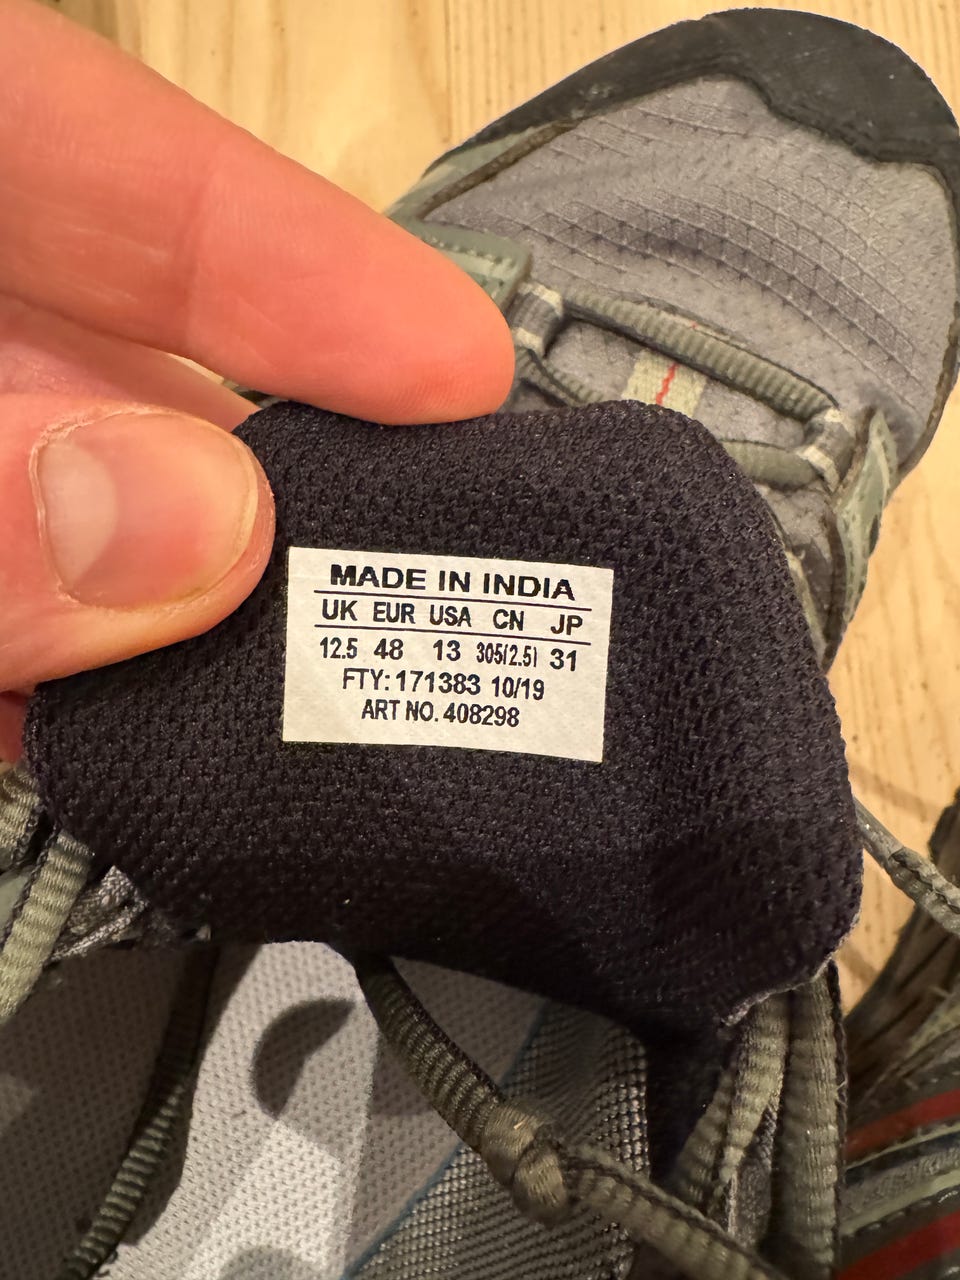 MADE IN INDIA
UK EUR USA CN JP
12.5 48 13 305(2.5) 31
FTY: 171383 10/19
ART NO. 408298